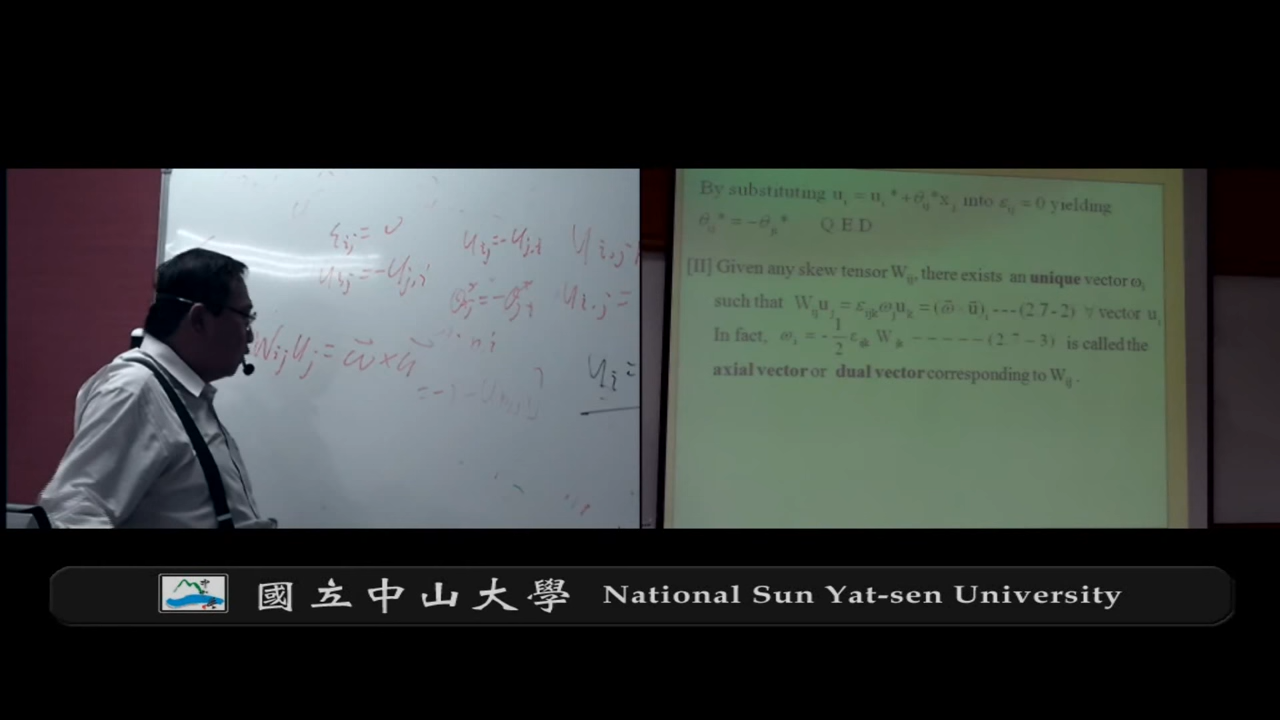 εij = 0
uij = -uj,i
ui,j = -uj,i
θij* = -θji*
ui,j =
Wij uj = ω⃗ × u⃗
ui =
By substituting ui = ui* + θij* xj into εij = 0 yielding
θij* = -θji* Q.E.D
[II] Given any skew tensor Wij, there exists an unique vector ωi
such that Wij uj = εijk ωj uk = (ω⃗ u⃗)i --- (2.7-2) ∀ vector ui
In fact, ωi = -1/2 εijk Wjk ----- (2.7-3) is called the
axial vector or dual vector corresponding to Wij.
國立中山大學 National Sun Yat-sen University